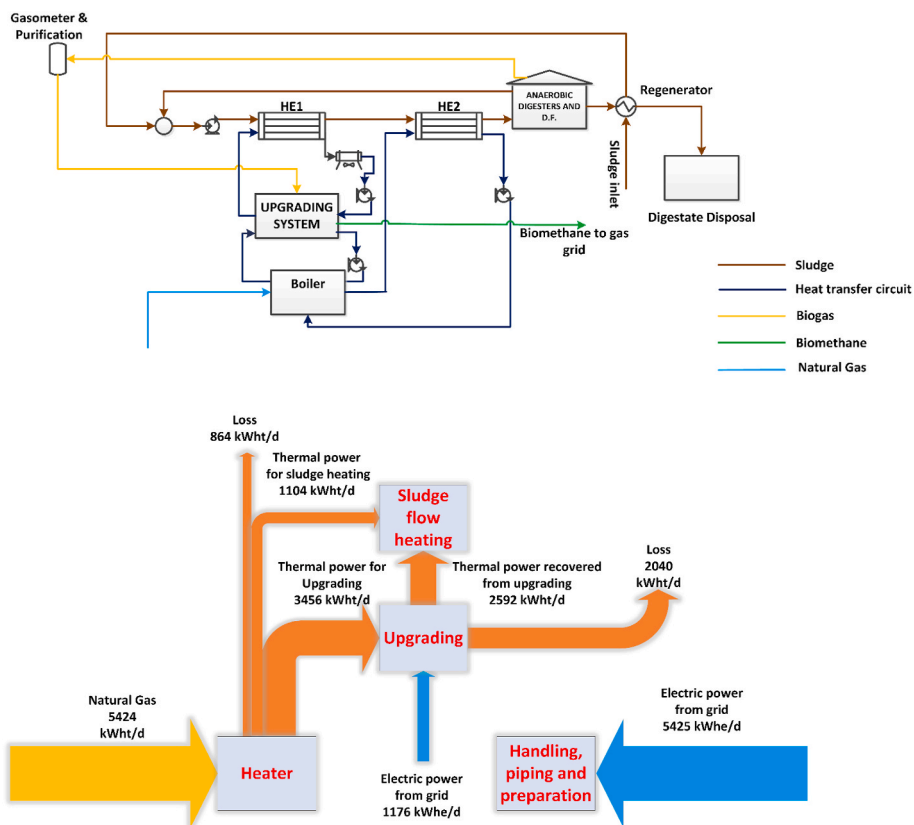 Gasometer &
Purification
HE1
HE2
ANAEROBIC
DIGESTERS AND
D.F.
Regenerator
Sludge inlet
UPGRADING
SYSTEM
Digestate Disposal
Biomethane to gas
grid
Boiler
Sludge
Heat transfer circuit
Biogas
Biomethane
Natural Gas
Loss
864 kWht/d
Thermal power
for sludge heating
1104 kWht/d
Sludge
flow
heating
Thermal power for
Upgrading
3456 kWht/d
Thermal power recovered
from upgrading
2592 kWht/d
Loss
2040
kWht/d
Upgrading
Natural Gas
5424
kWht/d
Heater
Electric power
from grid
1176 kWhe/d
Handling,
piping and
preparation
Electric power
from grid
5425 kWhe/d